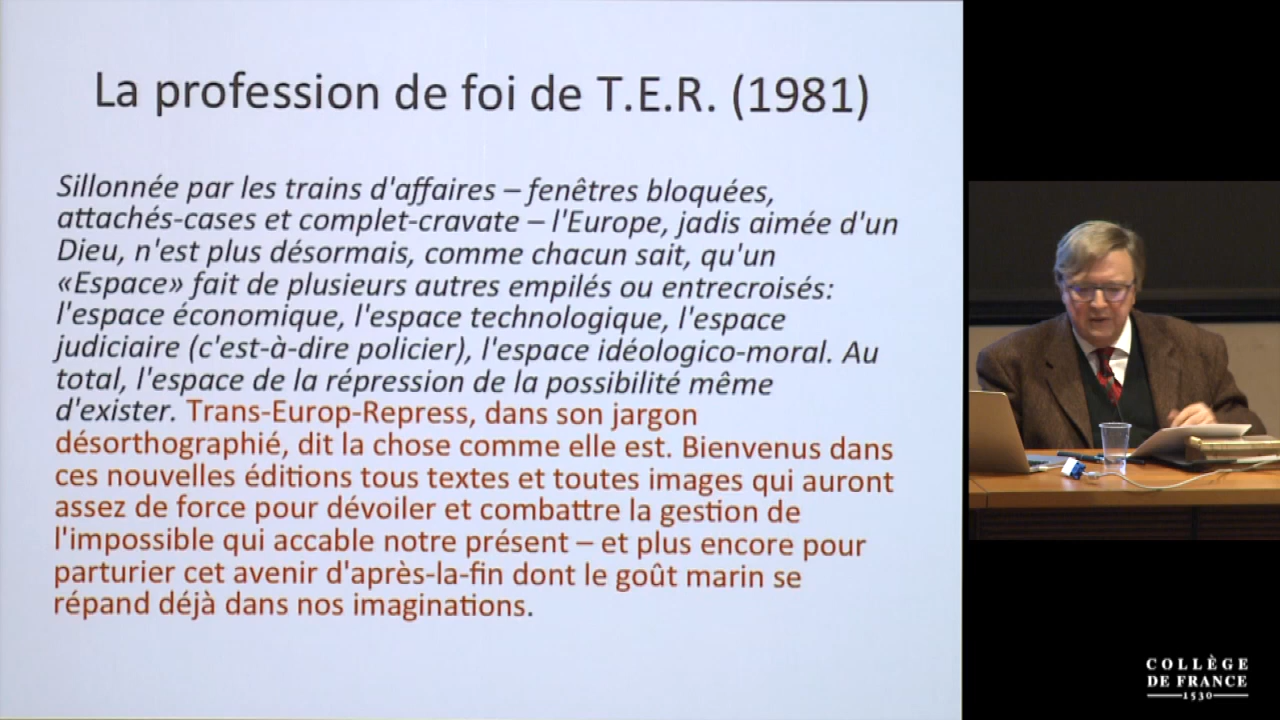 La profession de foi de T.E.R. (1981)
Sillonnée par les trains d'affaires – fenêtres bloquées,
attachés-cases et complet-cravate – l'Europe, jadis aimée d'un
Dieu, n'est plus désormais, comme chacun sait, qu'un
«Espace» fait de plusieurs autres empilés ou entrecroisés:
l'espace économique, l'espace technologique, l'espace
judiciaire (c'est-à-dire policier), l'espace idéologico-moral. Au
total, l'espace de la répression de la possibilité même
d'exister. Trans-Europ-Repress, dans son jargon
désorthographié, dit la chose comme elle est. Bienvenus dans
ces nouvelles éditions tous textes et toutes images qui auront
assez de force pour dévoiler et combattre la gestion de
l'impossible qui accable notre présent – et plus encore pour
parturier cet avenir d'après-la-fin dont le goût marin se
répand déjà dans nos imaginations.
COLLÈGE
DE FRANCE
1530